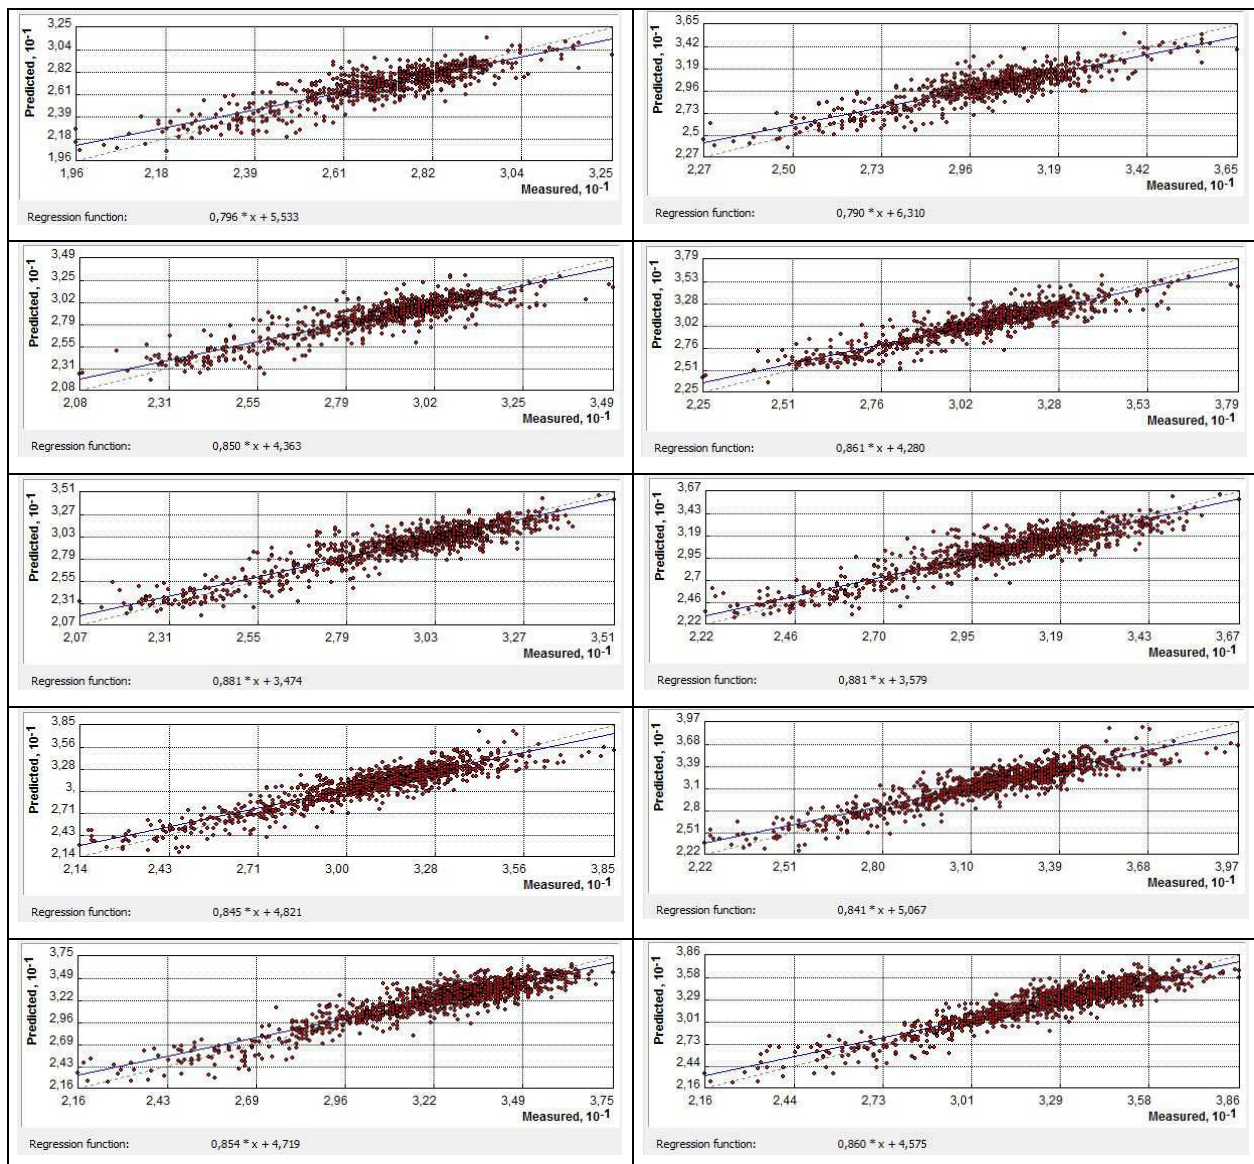 Predicted, 10-1
3,25
3,04
2,82
2,61
2,39
2,18
1,96
1,96 2,18 2,39 2,61 2,82 3,04 3,25
Measured, 10-1
Regression function: 0,796 * x + 5,533
Predicted, 10-1
3,65
3,42
3,19
2,96
2,73
2,5
2,27
2,27 2,50 2,73 2,96 3,19 3,42 3,65
Measured, 10-1
Regression function: 0,790 * x + 6,310
Predicted, 10-1
3,49
3,25
3,02
2,79
2,55
2,31
2,08
2,08 2,31 2,55 2,79 3,02 3,25 3,49
Measured, 10-1
Regression function: 0,850 * x + 4,363
Predicted, 10-1
3,79
3,53
3,28
3,02
2,76
2,51
2,25
2,25 2,51 2,76 3,02 3,28 3,53 3,79
Measured, 10-1
Regression function: 0,861 * x + 4,280
Predicted, 10-1
3,51
3,27
3,03
2,79
2,55
2,31
2,07
2,07 2,31 2,55 2,79 3,03 3,27 3,51
Measured, 10-1
Regression function: 0,881 * x + 3,474
Predicted, 10-1
3,67
3,43
3,19
2,95
2,7
2,46
2,22
2,22 2,46 2,70 2,95 3,19 3,43 3,67
Measured, 10-1
Regression function: 0,881 * x + 3,579
Predicted, 10-1
3,85
3,56
3,28
3,
2,71
2,43
2,14
2,14 2,43 2,71 3,00 3,28 3,56 3,85
Measured, 10-1
Regression function: 0,845 * x + 4,821
Predicted, 10-1
3,97
3,68
3,39
3,1
2,8
2,51
2,22
2,22 2,51 2,80 3,10 3,39 3,68 3,97
Measured, 10-1
Regression function: 0,841 * x + 5,067
Predicted, 10-1
3,75
3,49
3,22
2,96
2,69
2,43
2,16
2,16 2,43 2,69 2,96 3,22 3,49 3,75
Measured, 10-1
Regression function: 0,854 * x + 4,719
Predicted, 10-1
3,86
3,58
3,29
3,01
2,73
2,44
2,16
2,16 2,44 2,73 3,01 3,29 3,58 3,86
Measured, 10-1
Regression function: 0,860 * x + 4,575